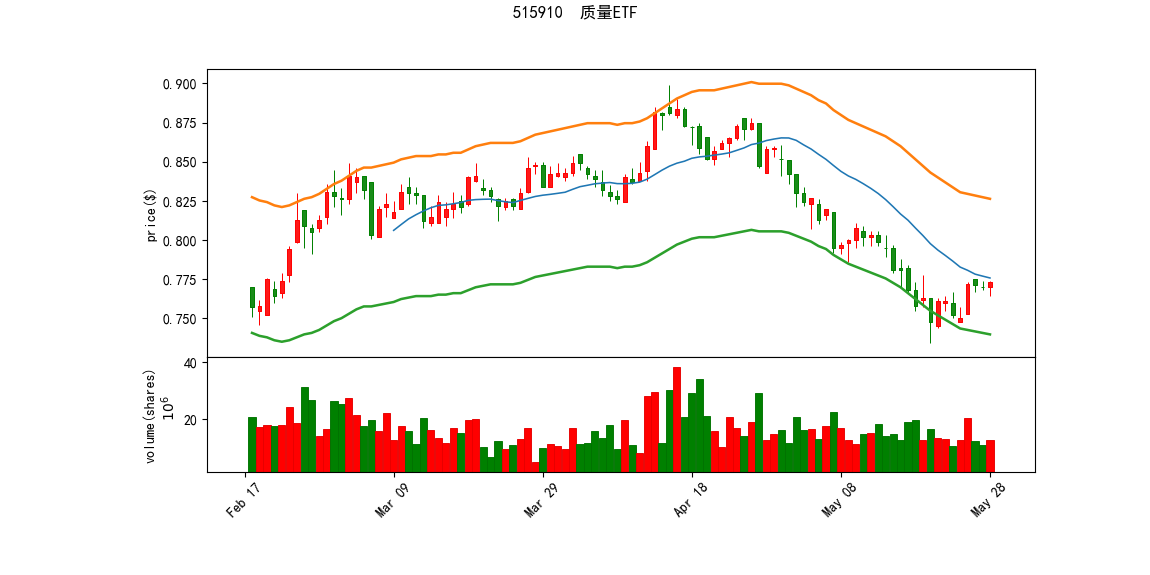 515910  质量ETF
price($)
0.900
0.875
0.850
0.825
0.800
0.775
0.750
volume(shares)
10^6
40
20
Feb 17
Mar 09
Mar 29
Apr 18
May 08
May 28